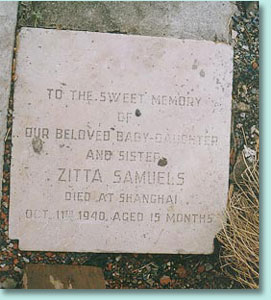 TO THE SWEET MEMORY
OF
OUR BELOVED BABY DAUGHTER
AND SISTER
ZITTA SAMUELS
DIED AT SHANGHAI
OCT. 11TH 1940, AGED 15 MONTHS